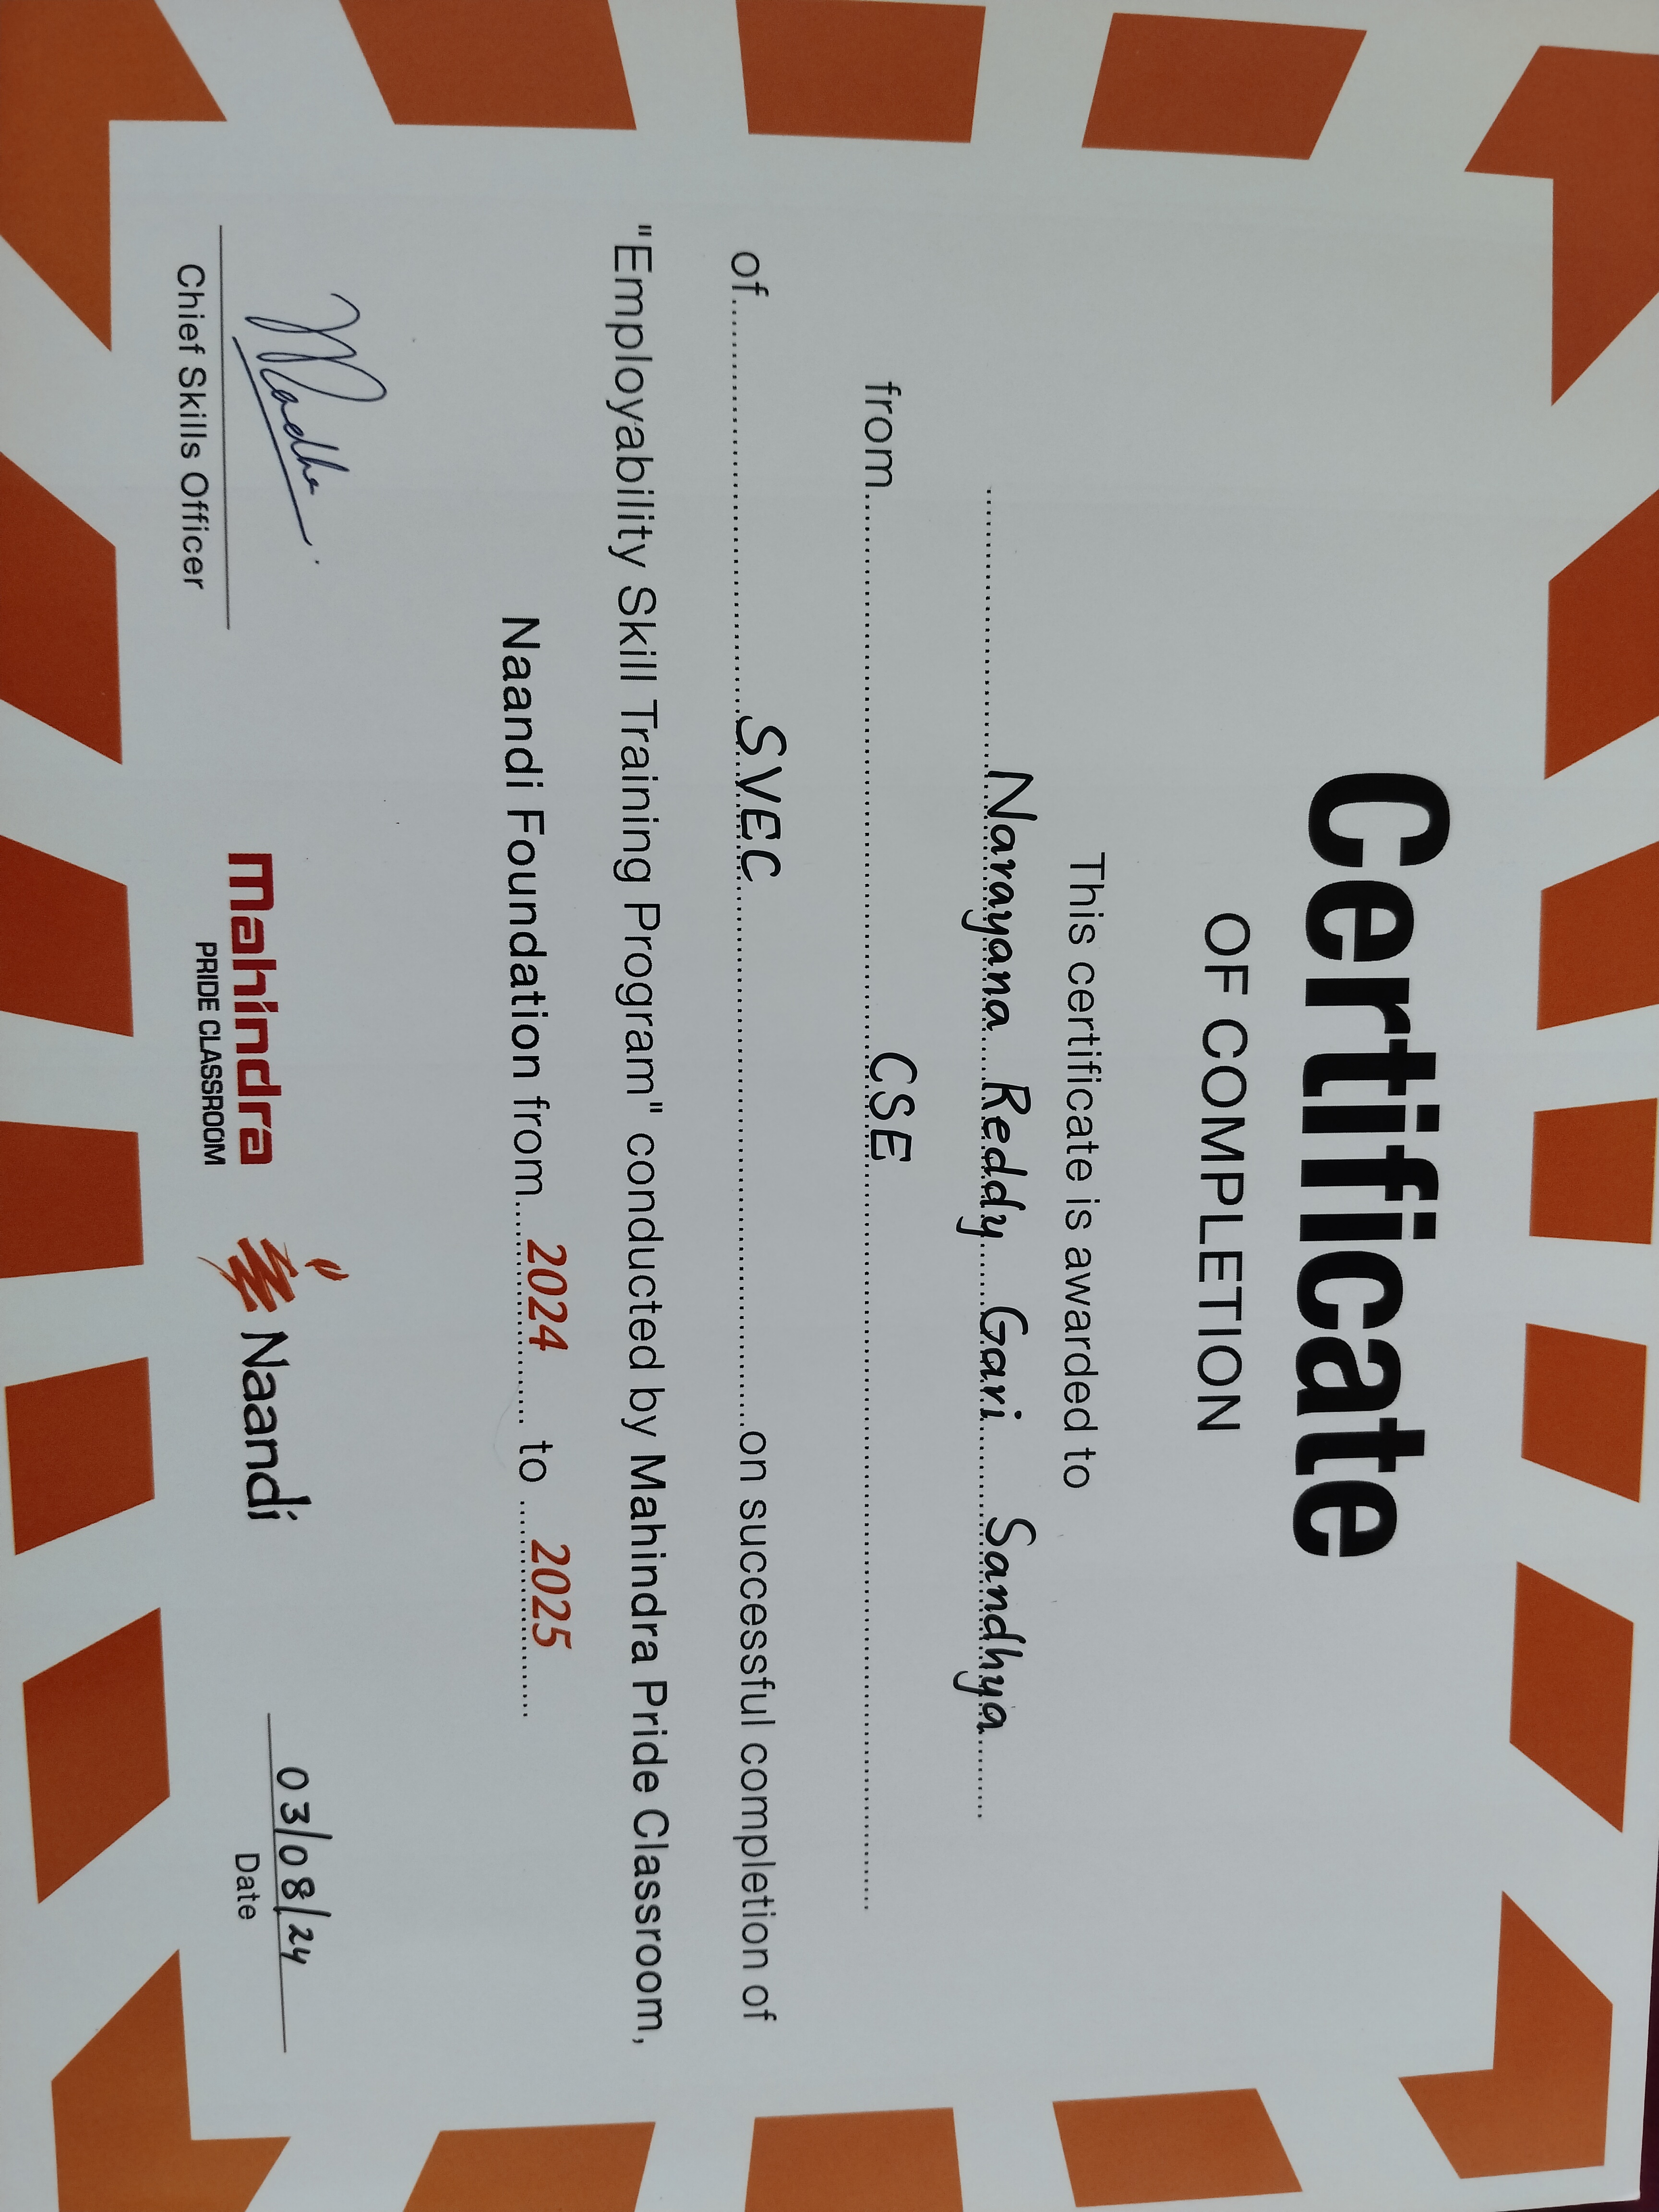 Certificate
OF COMPLETION
This certificate is awarded to
Narayana Reddy Gari Sandhya
from CSE
of SVEC on successful completion of
"Employability Skill Training Program" conducted by Mahindra Pride Classroom,
Naandi Foundation from 2024 to 2025
Madhu
Chief Skills Officer
mahindra
PRIDE CLASSROOM
Naandi
03/08/24
Date